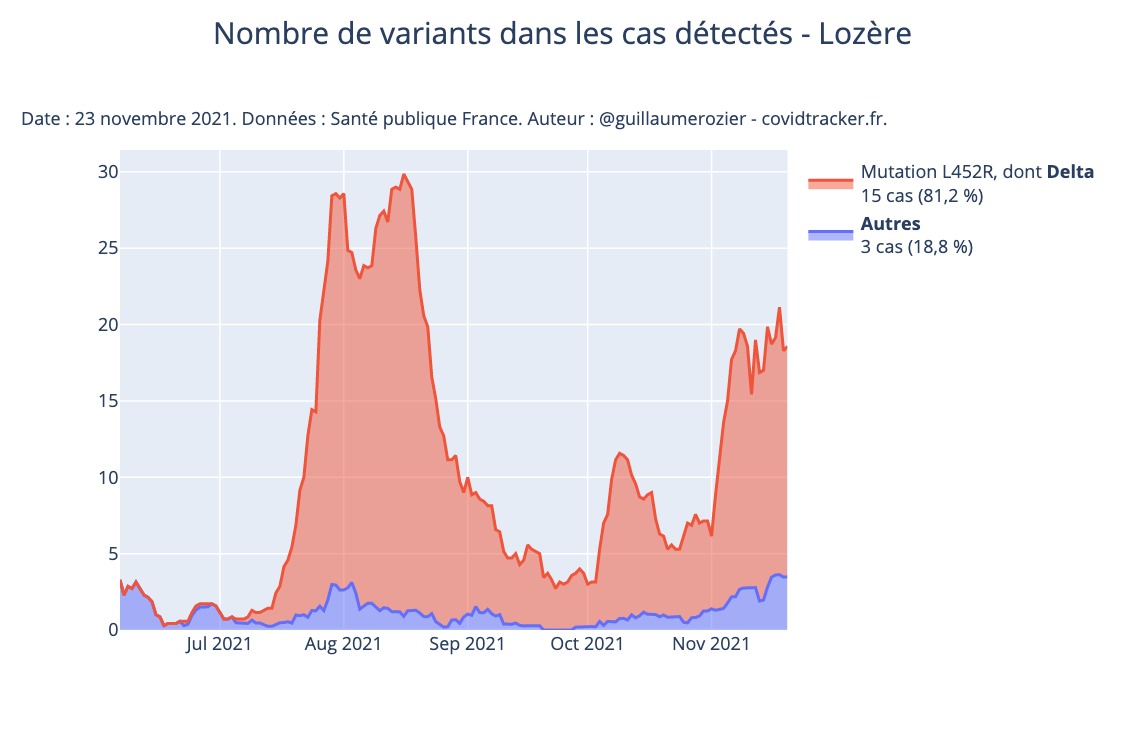 Nombre de variants dans les cas détectés - Lozère
Date : 23 novembre 2021. Données : Santé publique France. Auteur : @guillaumerozier - covidtracker.fr.
30
25
20
15
10
5
0
Jul 2021
Aug 2021
Sep 2021
Oct 2021
Nov 2021
Mutation L452R, dont Delta
15 cas (81,2 %)
Autres
3 cas (18,8 %)